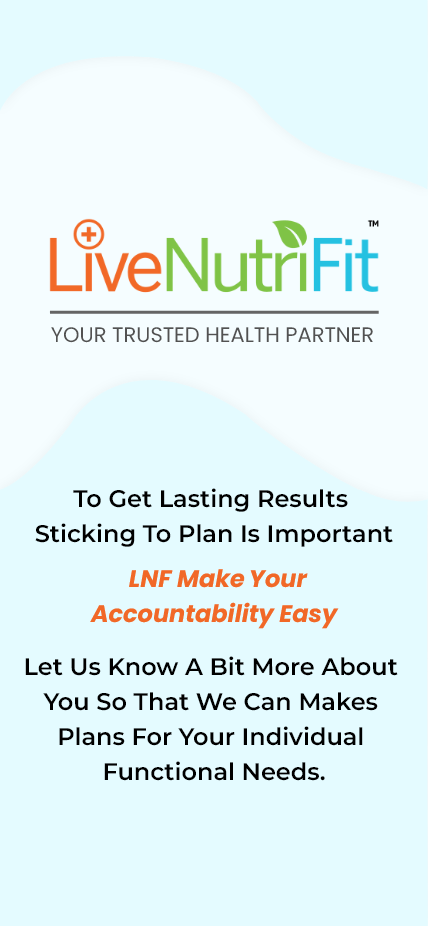 LiveNutriFit™
YOUR TRUSTED HEALTH PARTNER
To Get Lasting Results
Sticking To Plan Is Important
LNF Make Your
Accountability Easy
Let Us Know A Bit More About
You So That We Can Makes
Plans For Your Individual
Functional Needs.